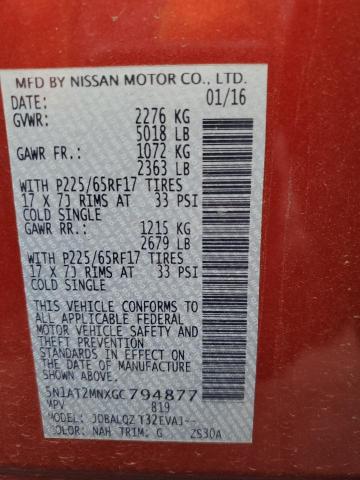 MFD BY NISSAN MOTOR CO., LTD.
DATE: 01/16
GVWR: 2276 KG
5018 LB
GAWR FR.: 1072 KG
2363 LB
WITH P225/65RF17 TIRES
17 X 7J RIMS AT 33 PSI
COLD SINGLE
GAWR RR.: 1215 KG
2679 LB
WITH P225/65RF17 TIRES
17 X 7J RIMS AT 33 PSI
COLD SINGLE
THIS VEHICLE CONFORMS TO
ALL APPLICABLE FEDERAL
MOTOR VEHICLE SAFETY AND
THEFT PREVENTION
STANDARDS IN EFFECT ON
THE DATE OF MANUFACTURE
SHOWN ABOVE.
5N1AT2MNXGC794877
MPV 819
MODEL: JDBALQZ T32EVAJ--
COLOR: NAH TRIM: G 2S30A